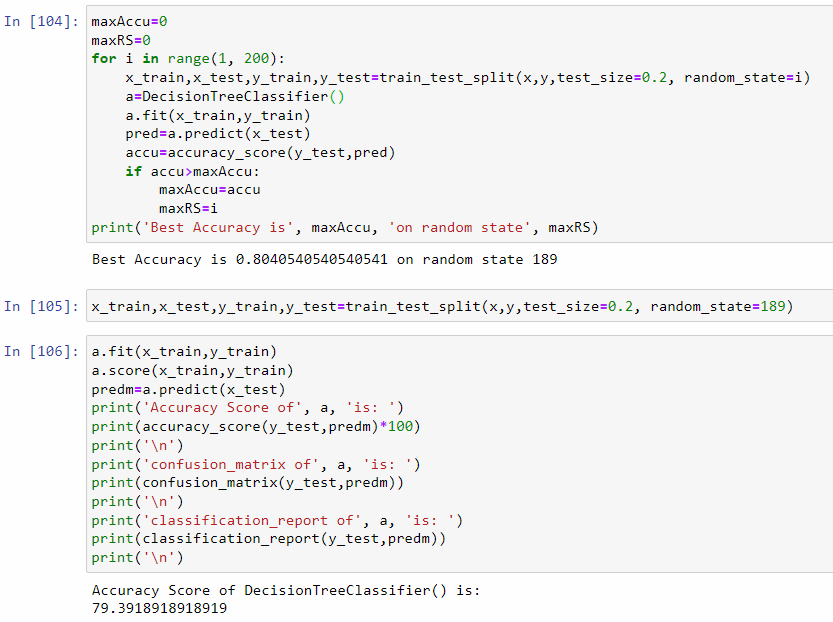 In [104]: maxAccu=0
maxRS=0
for i in range(1, 200):
    x_train,x_test,y_train,y_test=train_test_split(x,y,test_size=0.2, random_state=i)
    a=DecisionTreeClassifier()
    a.fit(x_train,y_train)
    pred=a.predict(x_test)
    accu=accuracy_score(y_test,pred)
    if accu>maxAccu:
        maxAccu=accu
        maxRS=i
print('Best Accuracy is', maxAccu, 'on random state', maxRS)
Best Accuracy is 0.8040540540540541 on random state 189
In [105]: x_train,x_test,y_train,y_test=train_test_split(x,y,test_size=0.2, random_state=189)
In [106]: a.fit(x_train,y_train)
a.score(x_train,y_train)
predm=a.predict(x_test)
print('Accuracy Score of', a, 'is: ')
print(accuracy_score(y_test,predm)*100)
print('\n')
print('confusion_matrix of', a, 'is: ')
print(confusion_matrix(y_test,predm))
print('\n')
print('classification_report of', a, 'is: ')
print(classification_report(y_test,predm))
print('\n')
Accuracy Score of DecisionTreeClassifier() is:
79.3918918918919